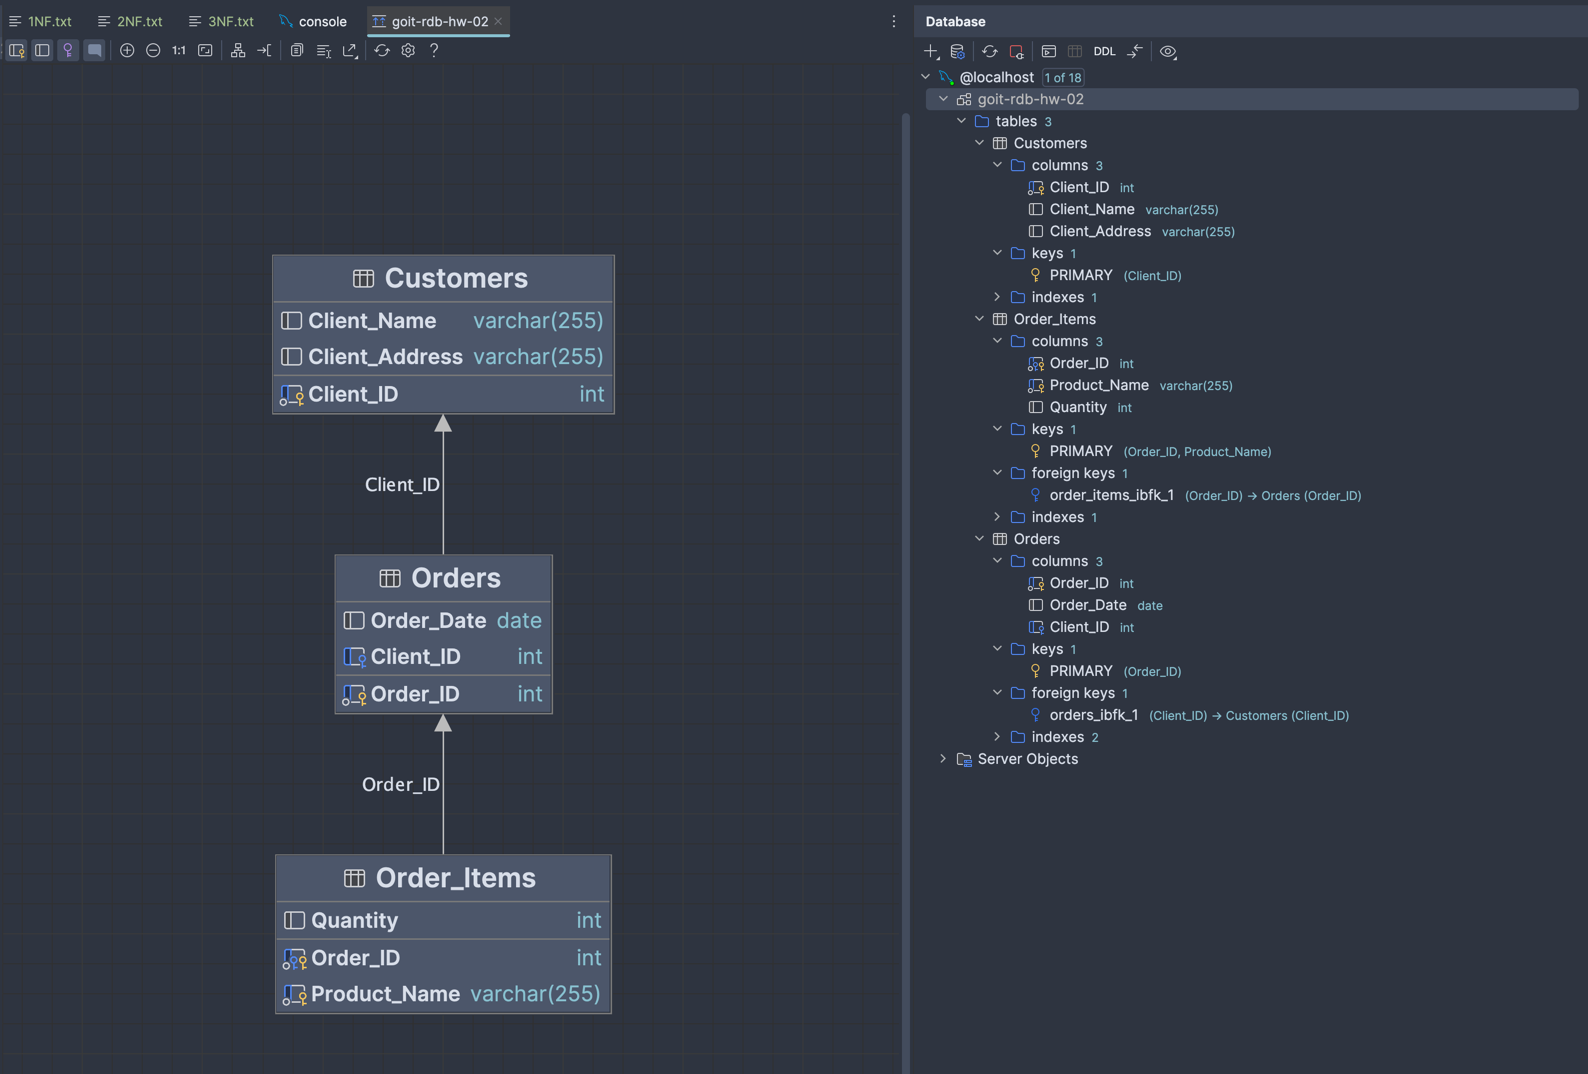 1NF.txt
2NF.txt
3NF.txt
console
goit-rdb-hw-02
1:1
?
Customers
Client_Name varchar(255)
Client_Address varchar(255)
Client_ID int
Client_ID
Orders
Order_Date date
Client_ID int
Order_ID int
Order_ID
Order_Items
Quantity int
Order_ID int
Product_Name varchar(255)
Database
DDL
@localhost 1 of 18
goit-rdb-hw-02
tables 3
Customers
columns 3
Client_ID int
Client_Name varchar(255)
Client_Address varchar(255)
keys 1
PRIMARY (Client_ID)
indexes 1
Order_Items
columns 3
Order_ID int
Product_Name varchar(255)
Quantity int
keys 1
PRIMARY (Order_ID, Product_Name)
foreign keys 1
order_items_ibfk_1 (Order_ID) → Orders (Order_ID)
indexes 1
Orders
columns 3
Order_ID int
Order_Date date
Client_ID int
keys 1
PRIMARY (Order_ID)
foreign keys 1
orders_ibfk_1 (Client_ID) → Customers (Client_ID)
indexes 2
Server Objects